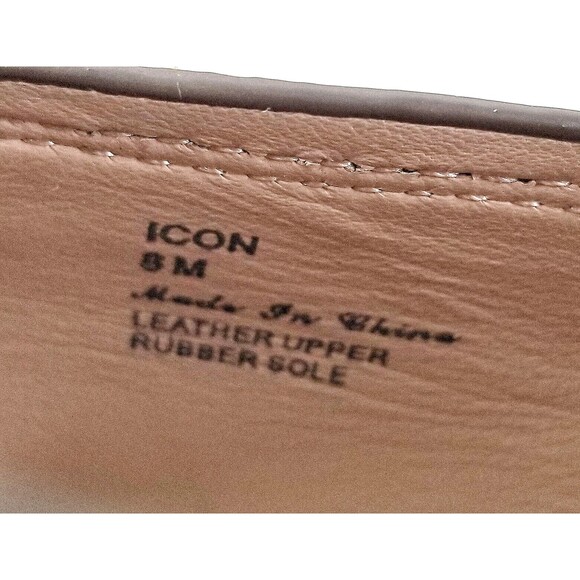 ICON
8 M
Made In China
LEATHER UPPER
RUBBER SOLE